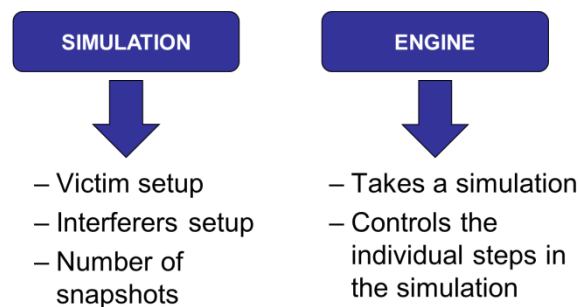 SIMULATION
– Victim setup
– Interferers setup
– Number of
snapshots
ENGINE
– Takes a simulation
– Controls the
individual steps in
the simulation